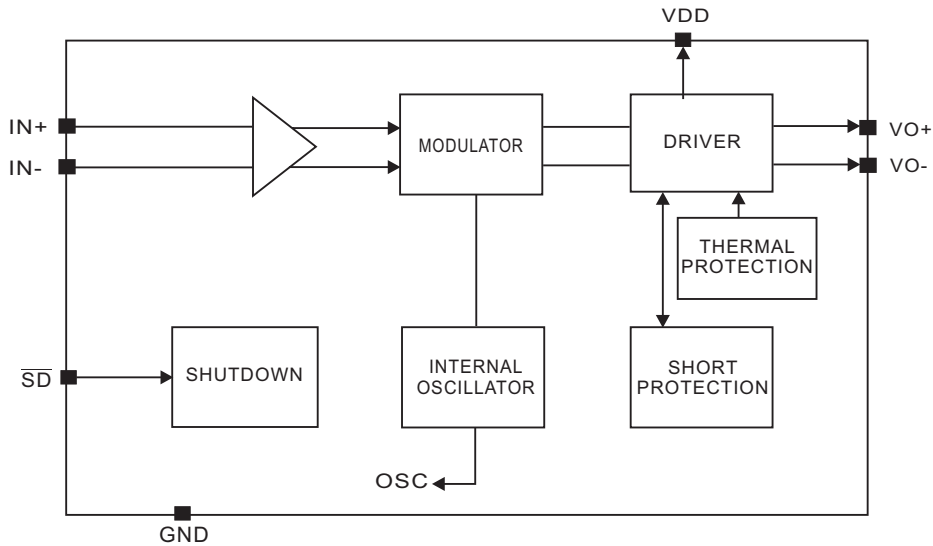 VDD
IN+
IN-
MODULATOR
DRIVER
VO+
VO-
THERMAL
PROTECTION
SD
SHUTDOWN
INTERNAL
OSCILLATOR
SHORT
PROTECTION
OSC
GND